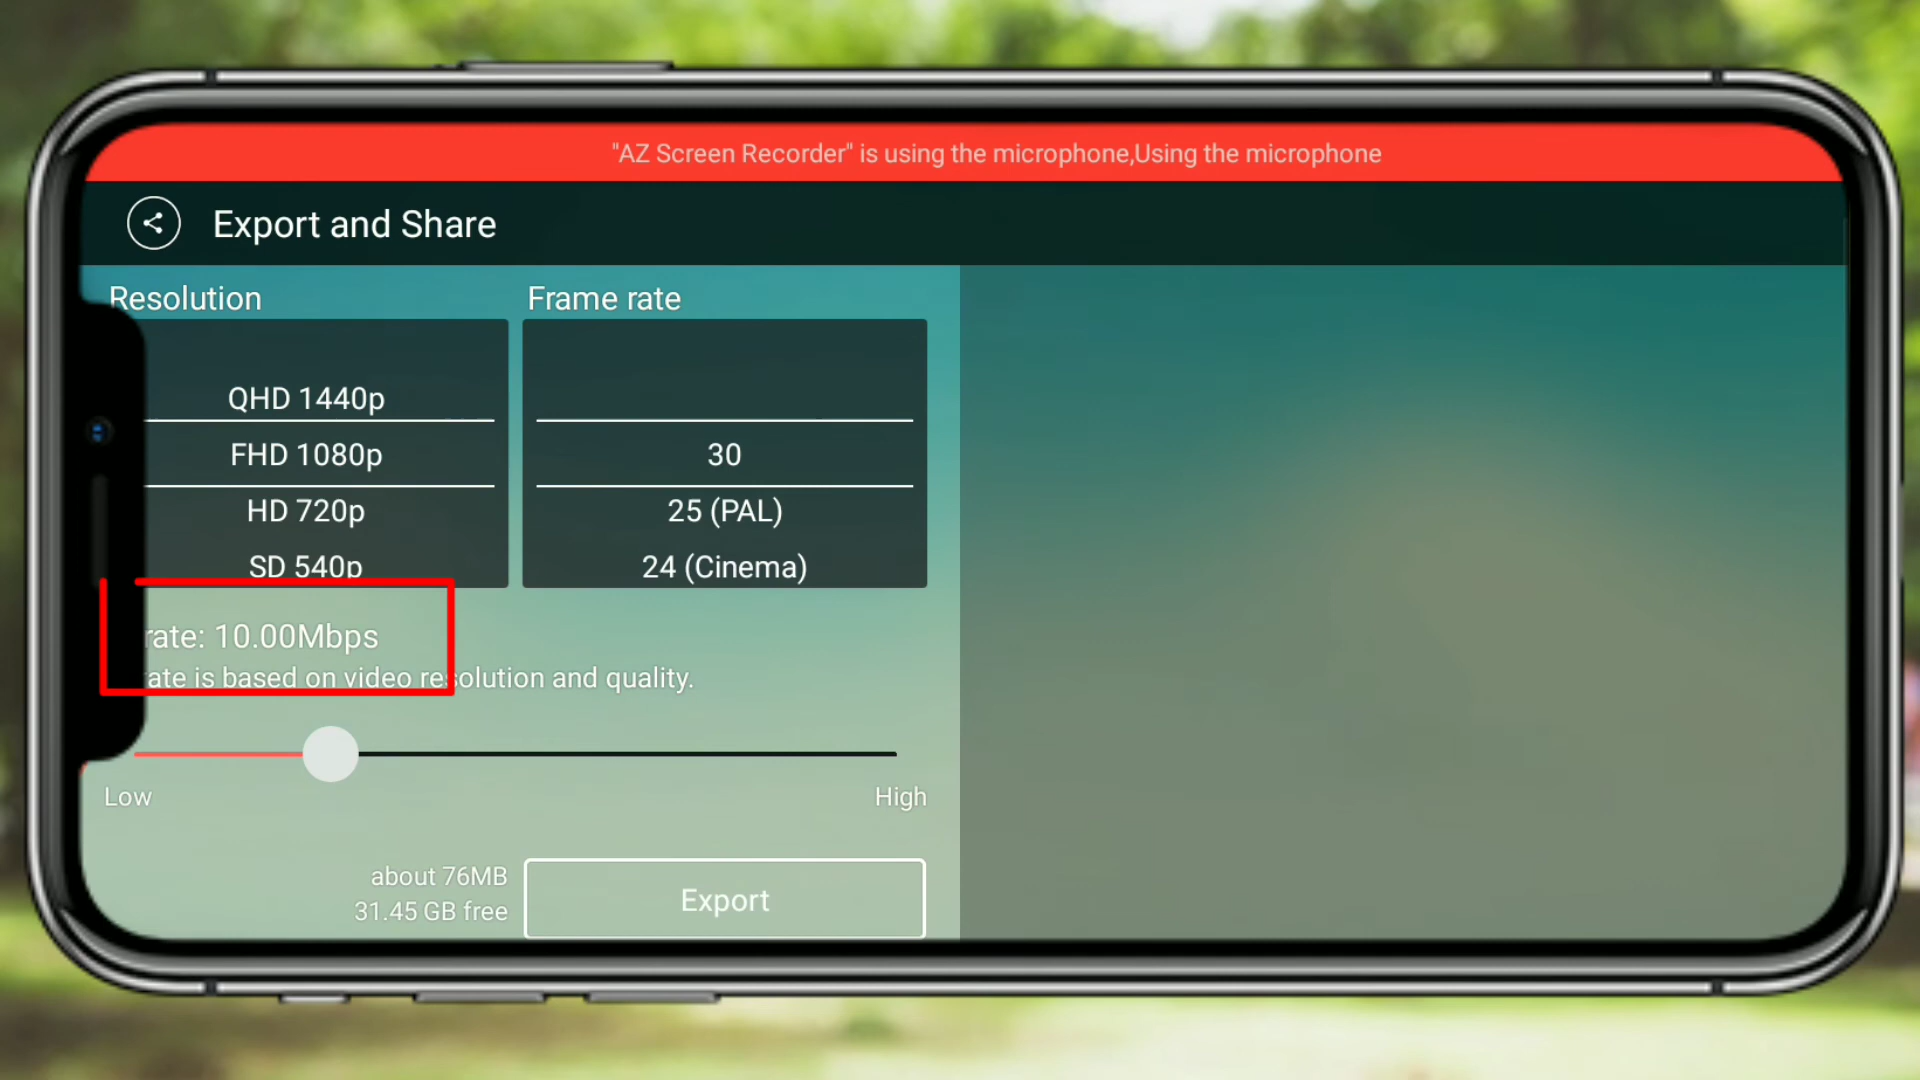 "AZ Screen Recorder" is using the microphone,Using the microphone
Export and Share
Resolution
Frame rate
QHD 1440p
FHD 1080p
HD 720p
SD 540p
30
25 (PAL)
24 (Cinema)
rate: 10.00Mbps
rate is based on video resolution and quality.
Low
High
about 76MB
31.45 GB free
Export